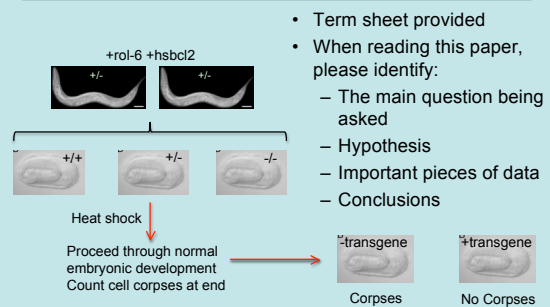 +rol-6 +hsbcl2
+/-
+/-
+/+
+/-
-/-
Heat shock
Proceed through normal
embryonic development
Count cell corpses at end
• Term sheet provided
• When reading this paper,
please identify:
– The main question being
asked
– Hypothesis
– Important pieces of data
– Conclusions
-transgene
+transgene
Corpses
No Corpses